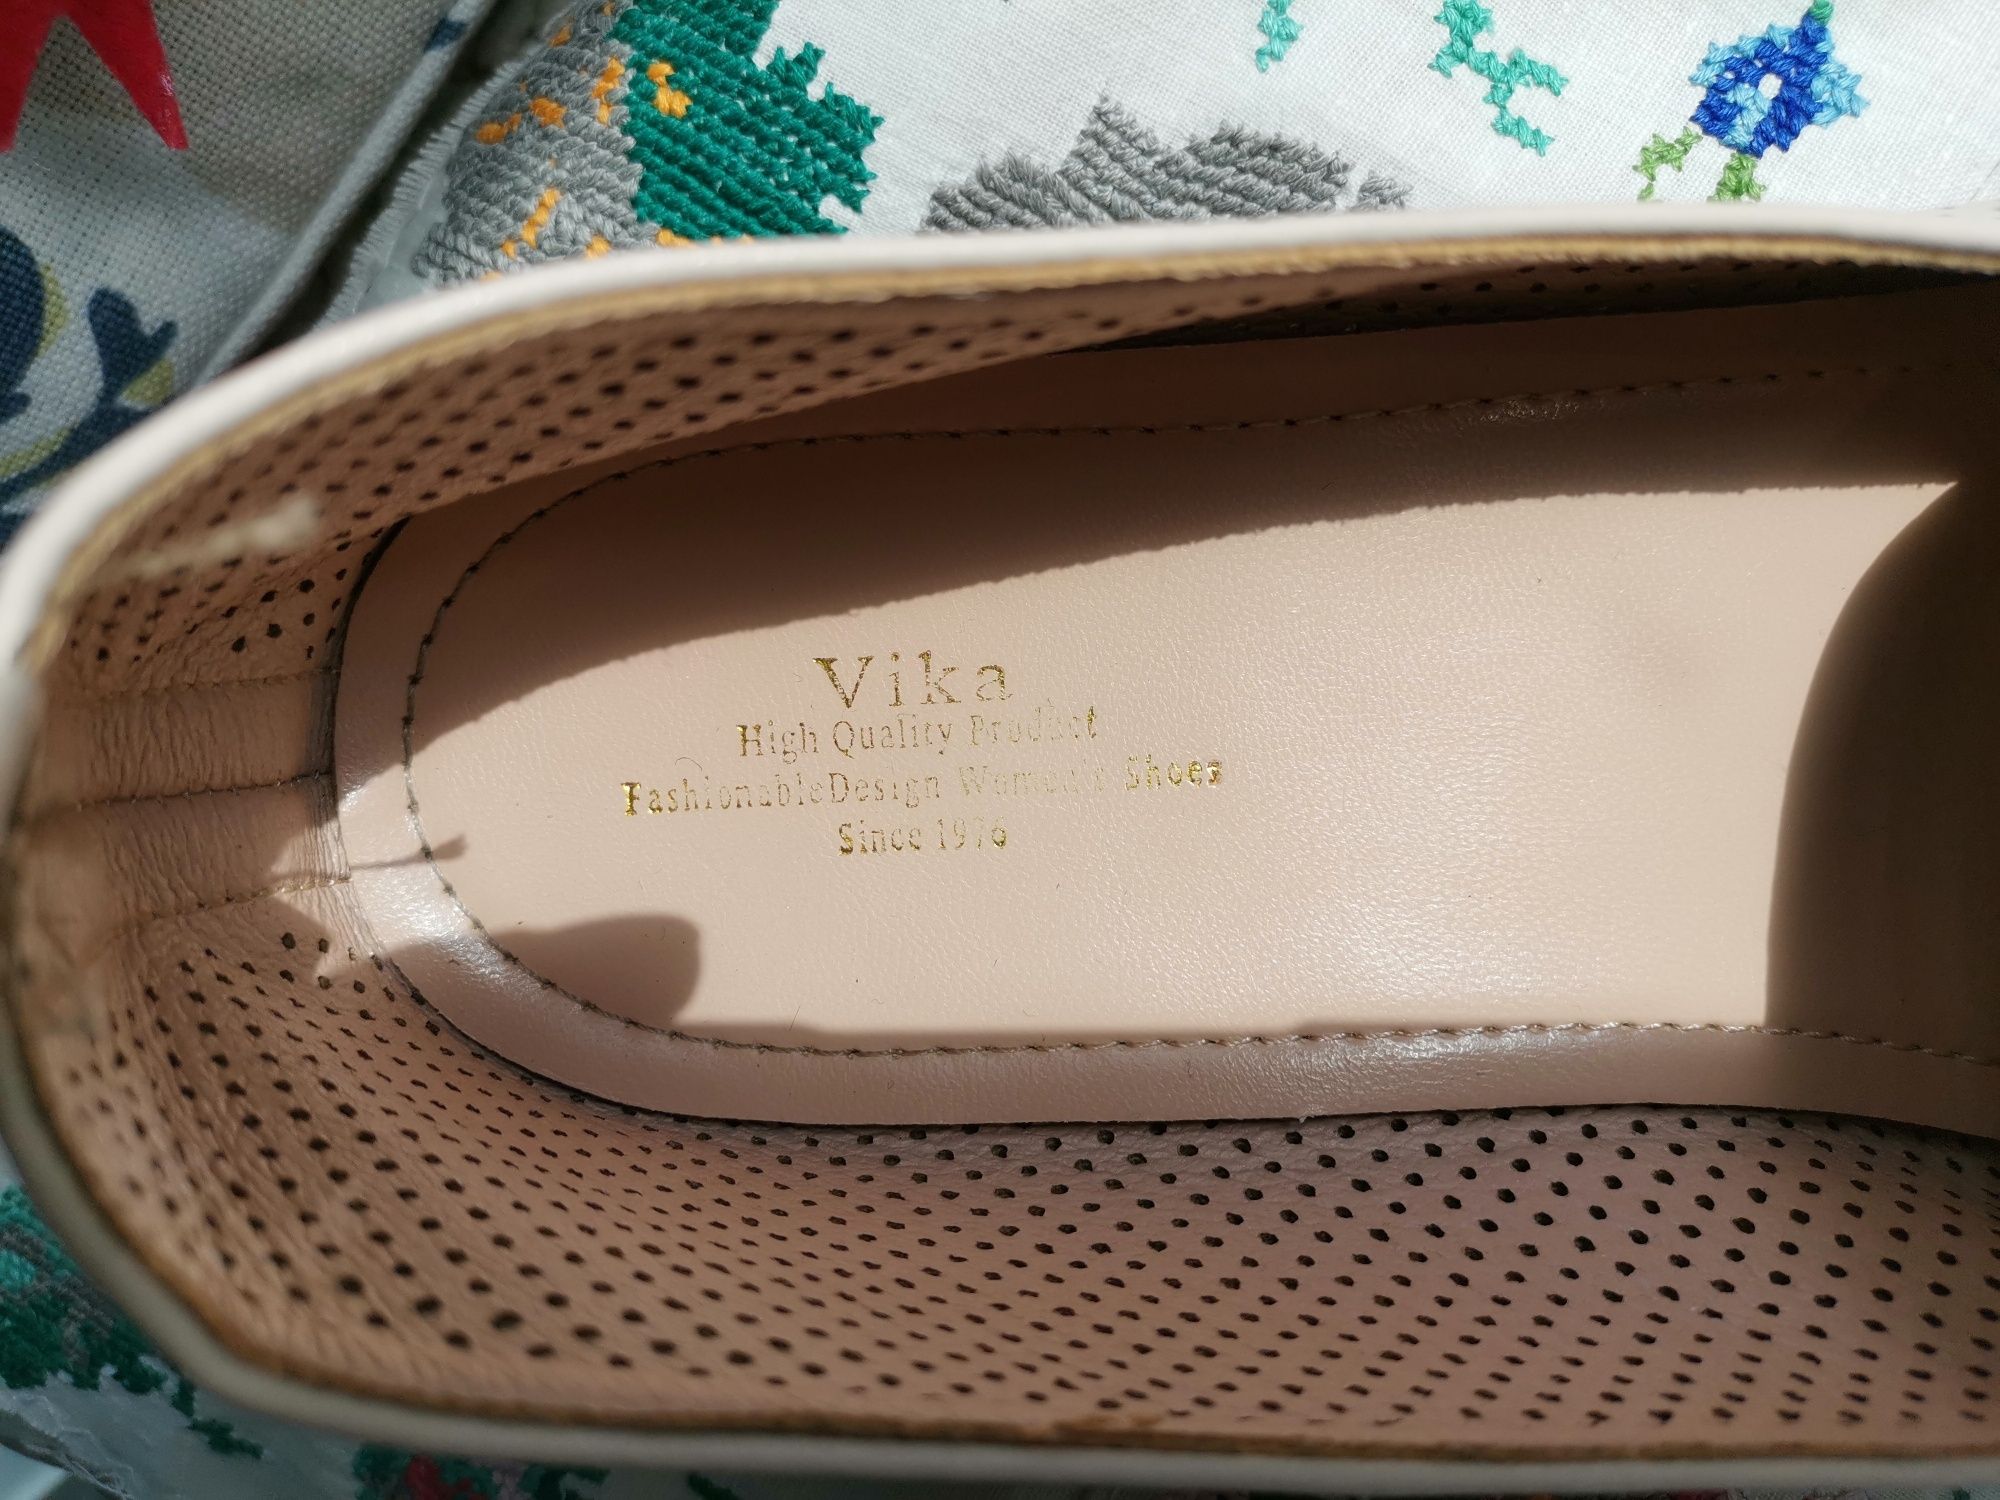 Vika
High Quality Product
FashionableDesign Women's Shoes
Since 1976